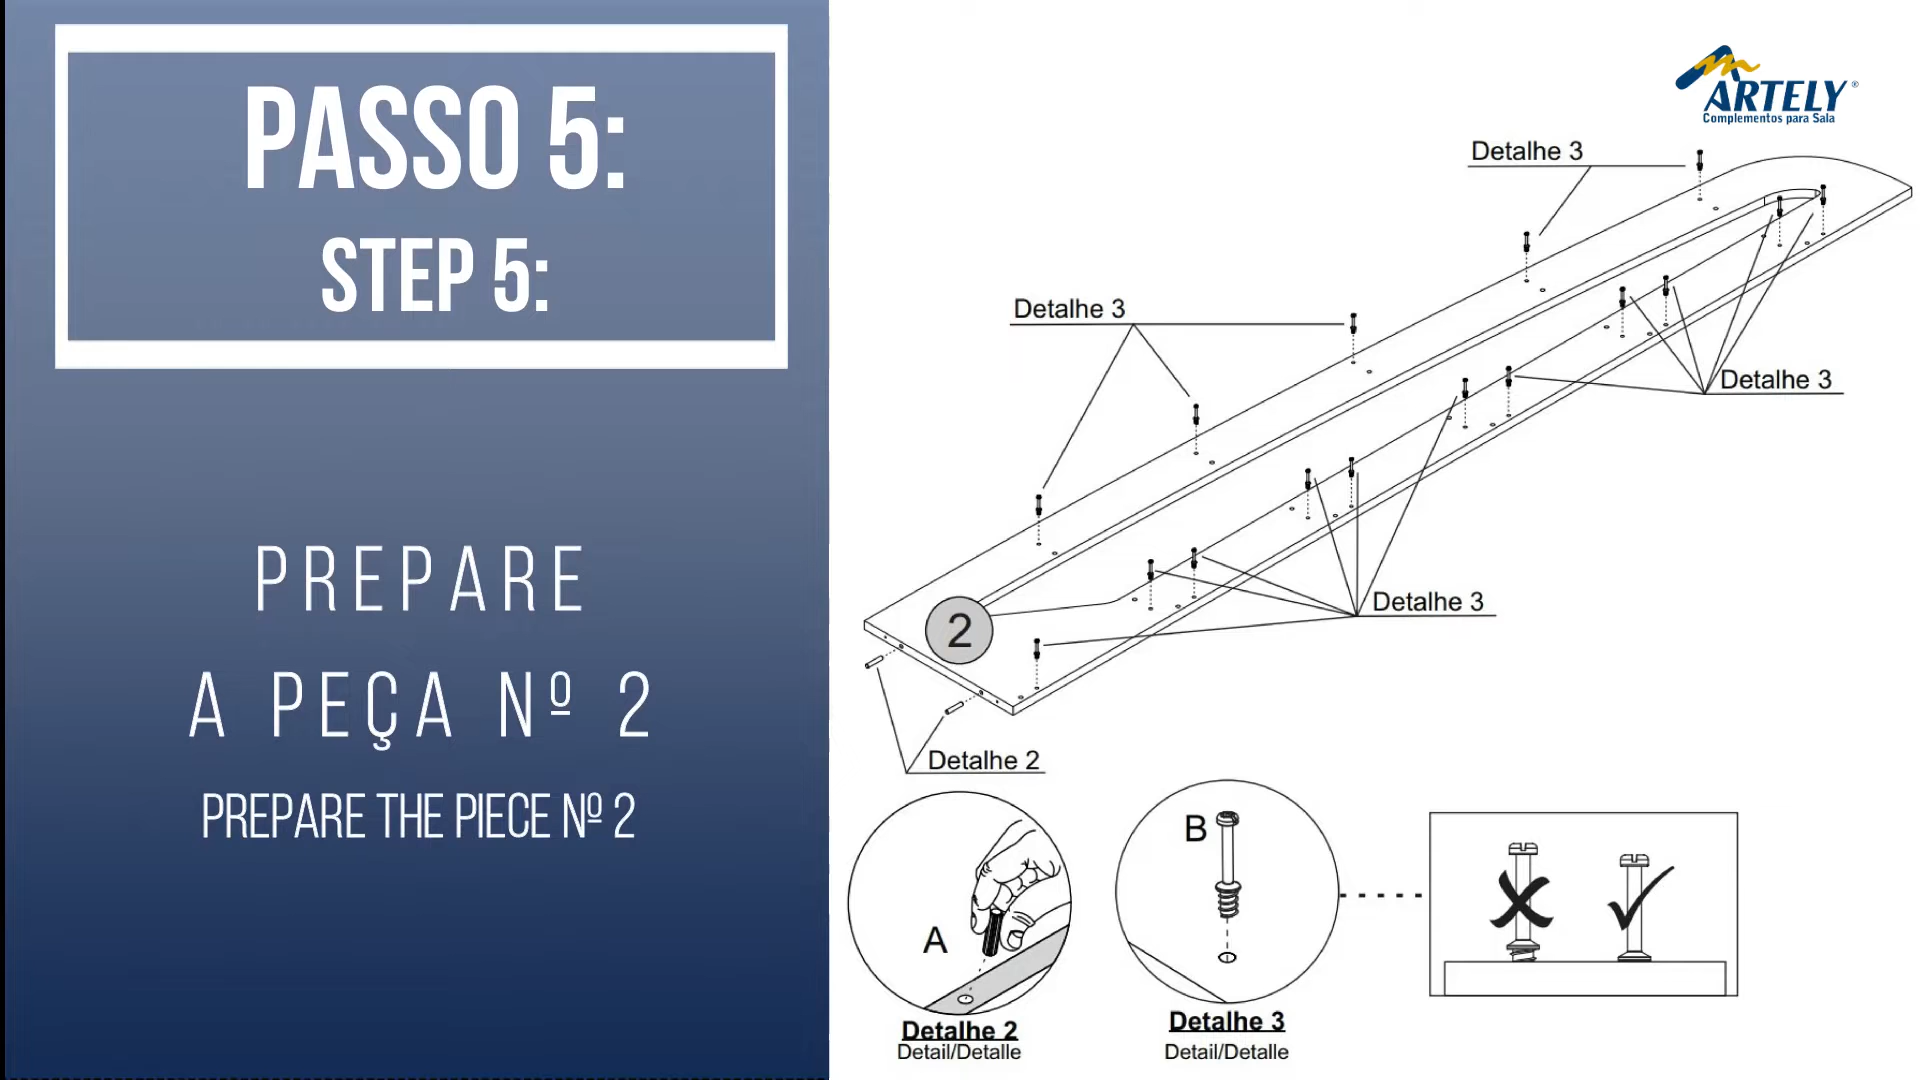 PASSO 5:
STEP 5:
PREPARE
A PEÇA Nº 2
PREPARE THE PIECE Nº 2
ARTELY®
Complementos para Sala
Detalhe 3
Detalhe 3
Detalhe 3
Detalhe 3
2
Detalhe 2
A
Detalhe 2
Detail/Detalle
B
Detalhe 3
Detail/Detalle